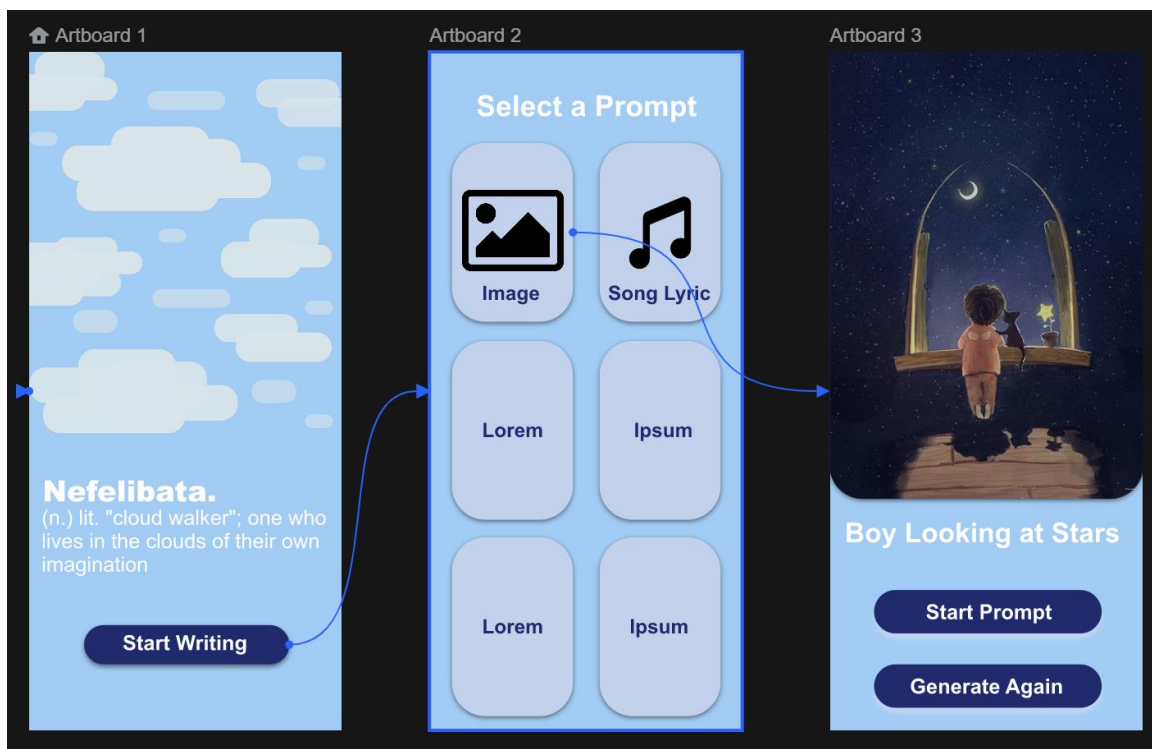 Artboard 1
Nefelibata.
(n.) lit. "cloud walker"; one who
lives in the clouds of their own
imagination
Start Writing
Artboard 2
Select a Prompt
Image
Song Lyric
Lorem
Ipsum
Lorem
Ipsum
Artboard 3
Boy Looking at Stars
Start Prompt
Generate Again